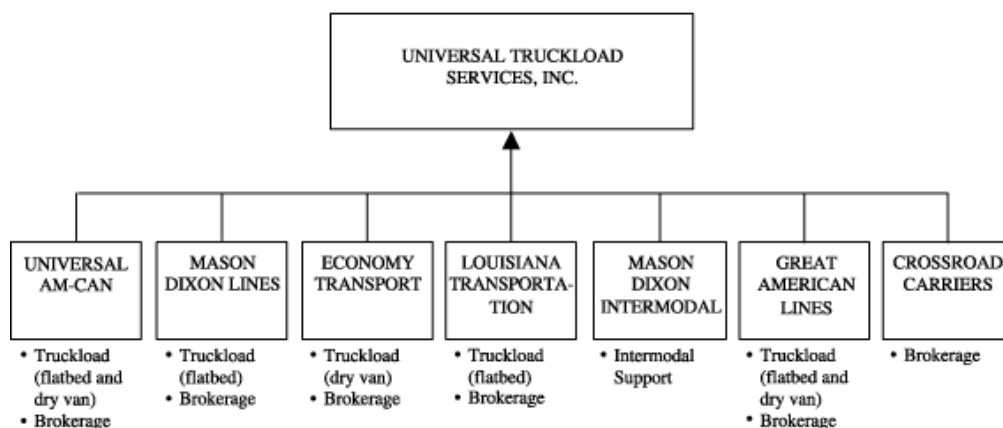 UNIVERSAL TRUCKLOAD
SERVICES, INC.
UNIVERSAL
AM-CAN
• Truckload
(flatbed and
dry van)
• Brokerage
MASON
DIXON LINES
• Truckload
(flatbed)
• Brokerage
ECONOMY
TRANSPORT
• Truckload
(dry van)
• Brokerage
LOUISIANA
TRANSPORTA-
TION
• Truckload
(flatbed)
• Brokerage
MASON
DIXON
INTERMODAL
• Intermodal
Support
GREAT
AMERICAN
LINES
• Truckload
(flatbed and
dry van)
• Brokerage
CROSSROAD
CARRIERS
• Brokerage